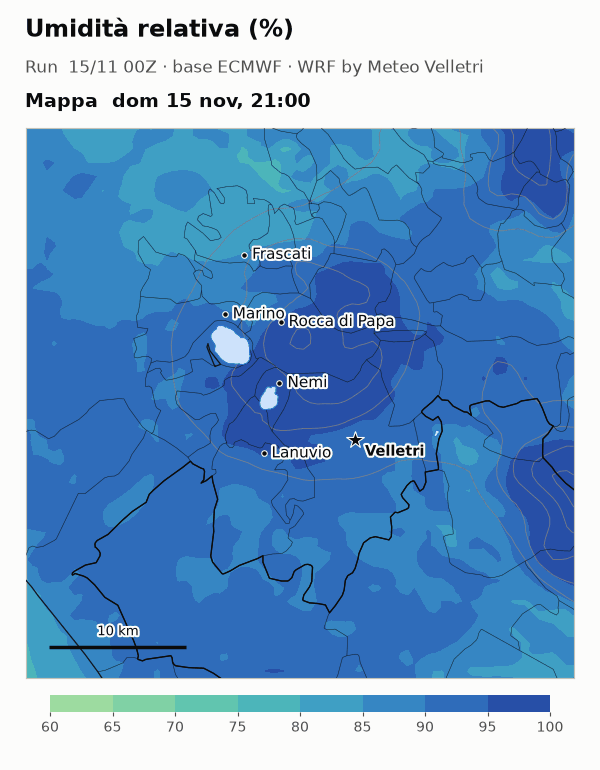 Umidità relativa (%)
Run  15/11 00Z · base ECMWF · WRF by Meteo Velletri
Mappa  dom 15 nov, 21:00
Frascati
Marino
Rocca di Papa
Nemi
Velletri
Lanuvio
10 km
60 65 70 75 80 85 90 95 100